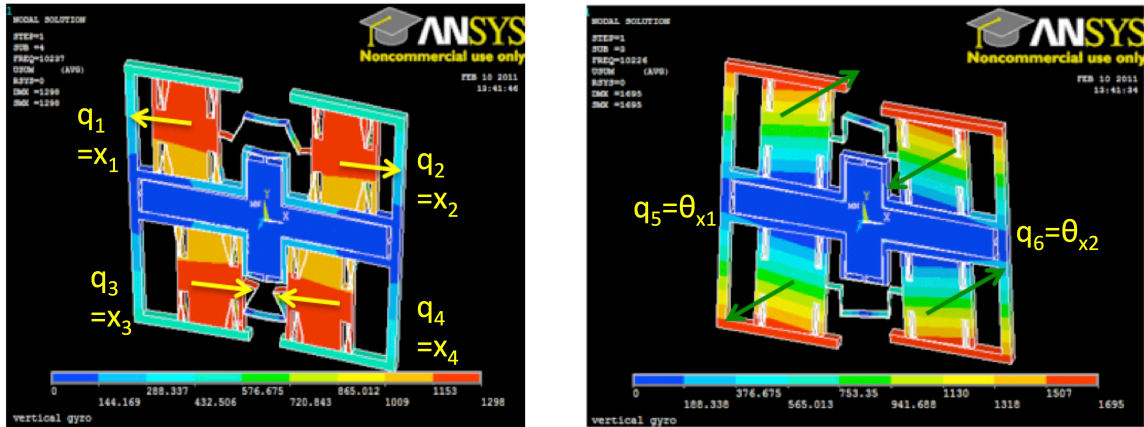 1
NODAL SOLUTION
STEP=1
SUB =4
FREQ=10237
USUM (AVG)
RSYS=0
DMX =1298
SMX =1298
ANSYS
Noncommercial use only
FEB 10 2011
13:41:46
q1
=x1
q2
=x2
q3
=x3
q4
=x4
Y
MN
X
0 288.337 576.675 865.012 1153
144.169 432.506 720.843 1009 1298
vertical gyro
1
NODAL SOLUTION
STEP=1
SUB =3
FREQ=10226
USUM (AVG)
RSYS=0
DMX =1695
SMX =1695
ANSYS
Noncommercial use only
FEB 10 2011
13:41:34
q5=θx1
q6=θx2
Y
MN
X
0 376.675 753.35 1130 1507
188.338 565.013 941.688 1318 1695
vertical gyro